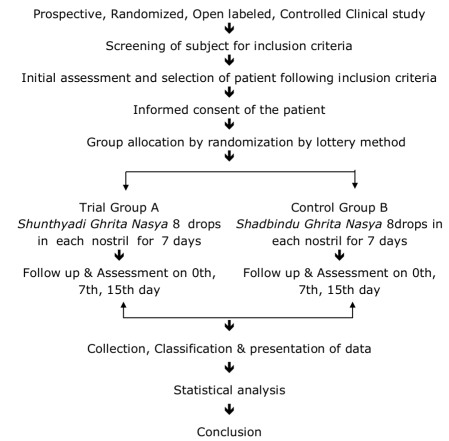 Prospective, Randomized, Open labeled, Controlled Clinical study
Screening of subject for inclusion criteria
Initial assessment and selection of patient following inclusion criteria
Informed consent of the patient
Group allocation by randomization by lottery method
Trial Group A
Shunthyadi Ghrita Nasya 8 drops
in each nostril for 7 days
Follow up & Assessment on 0th,
7th, 15th day
Control Group B
Shadbindu Ghrita Nasya 8drops in
each nostril for 7 days
Follow up & Assessment on 0th,
7th, 15th day
Collection, Classification & presentation of data
Statistical analysis
Conclusion